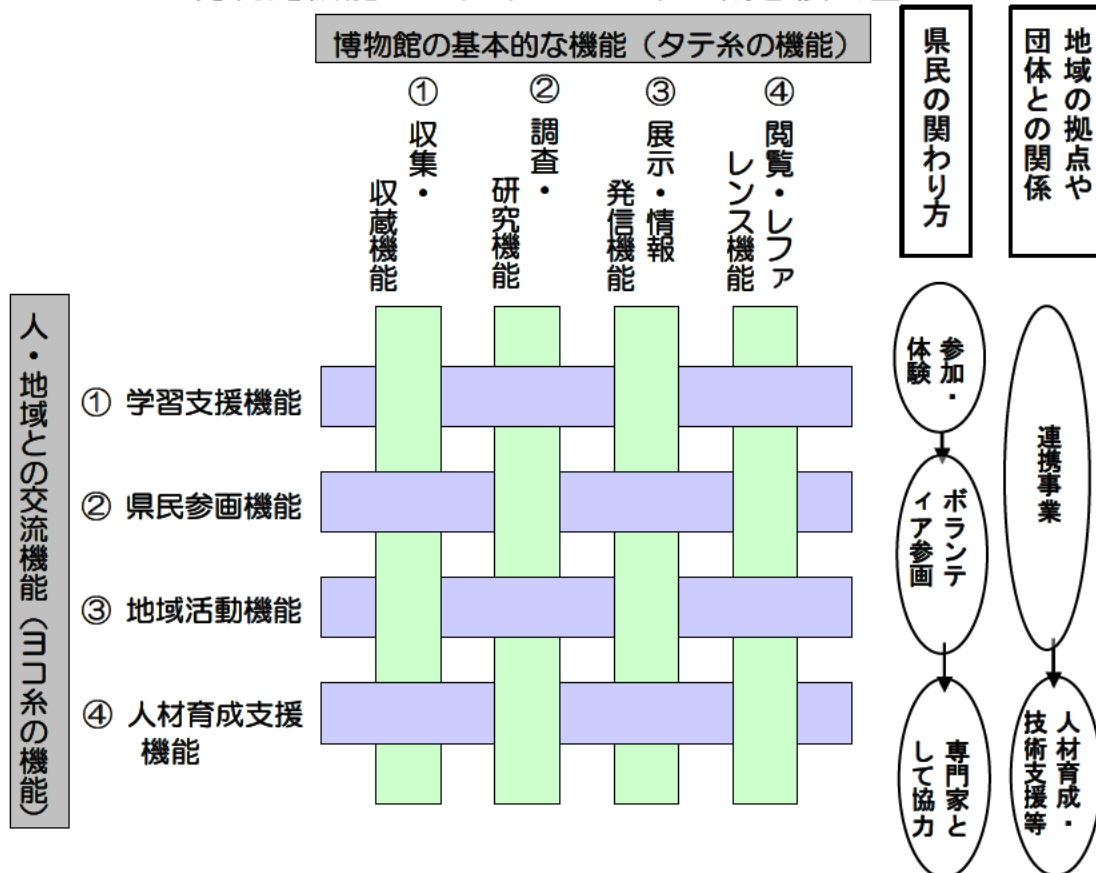 博物館の基本的な機能（タテ糸の機能）
①
収集・
収蔵機能
②
調査・
研究機能
③
展示・情報
発信機能
④
閲覧・レファ
レンス機能
県民の関わり方
地域の拠点や
団体との関係
人・地域との交流機能（ヨコ糸の機能）
① 学習支援機能
② 県民参画機能
③ 地域活動機能
④ 人材育成支援
機能
参加・
体験
ボランテ
ィア参画
専門家と
して協力
連携事業
人材育成・
技術支援等